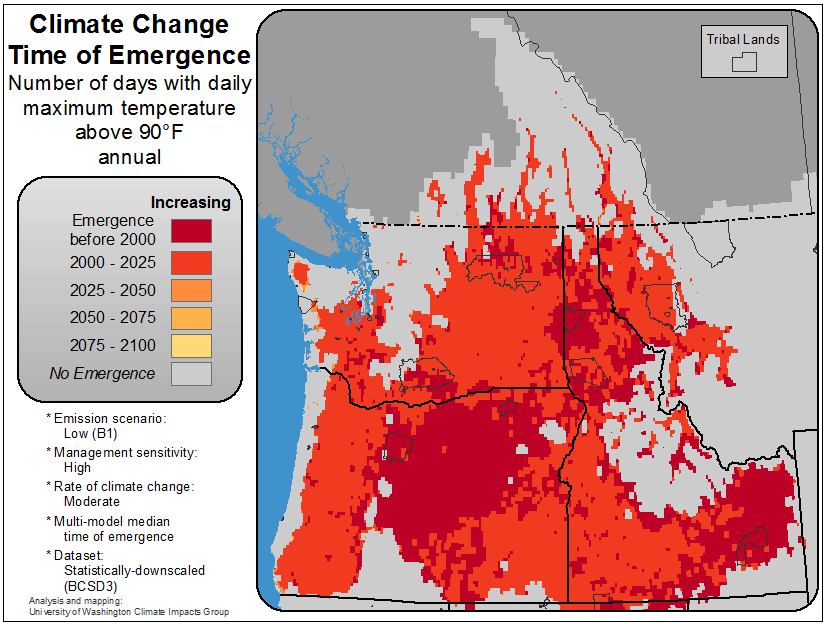 Climate Change
Time of Emergence
Number of days with daily
maximum temperature
above 90°F
annual
Increasing
Emergence
before 2000
2000 - 2025
2025 - 2050
2050 - 2075
2075 - 2100
No Emergence
* Emission scenario:
Low (B1)
* Management sensitivity:
High
* Rate of climate change:
Moderate
* Multi-model median
time of emergence
* Dataset:
Statistically-downscaled
(BCSD3)
Analysis and mapping:
University of Washington Climate Impacts Group
Tribal Lands